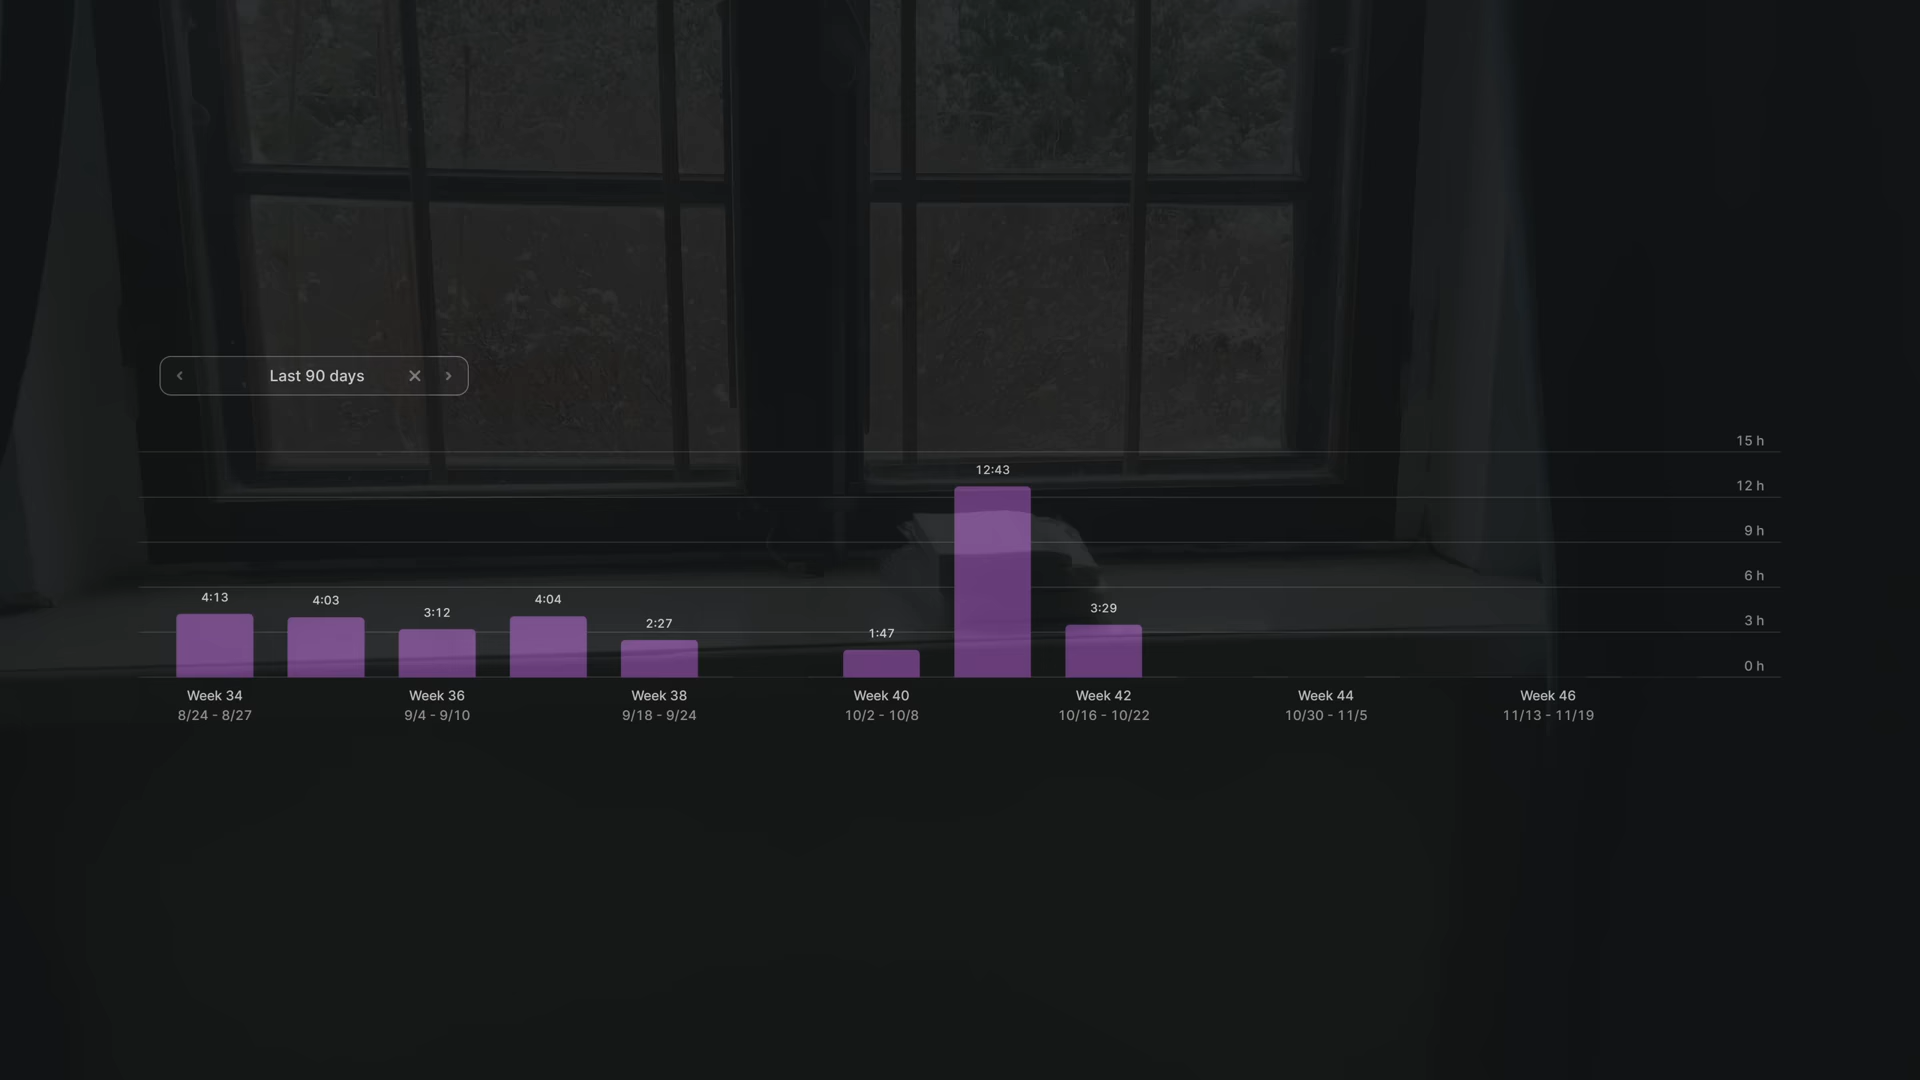 Last 90 days
15 h
12:43
12 h
9 h
6 h
4:13
4:03
3:12
4:04
2:27
1:47
3:29
3 h
0 h
Week 34
Week 36
Week 38
Week 40
Week 42
Week 44
Week 46
8/24 - 8/27
9/4 - 9/10
9/18 - 9/24
10/2 - 10/8
10/16 - 10/22
10/30 - 11/5
11/13 - 11/19